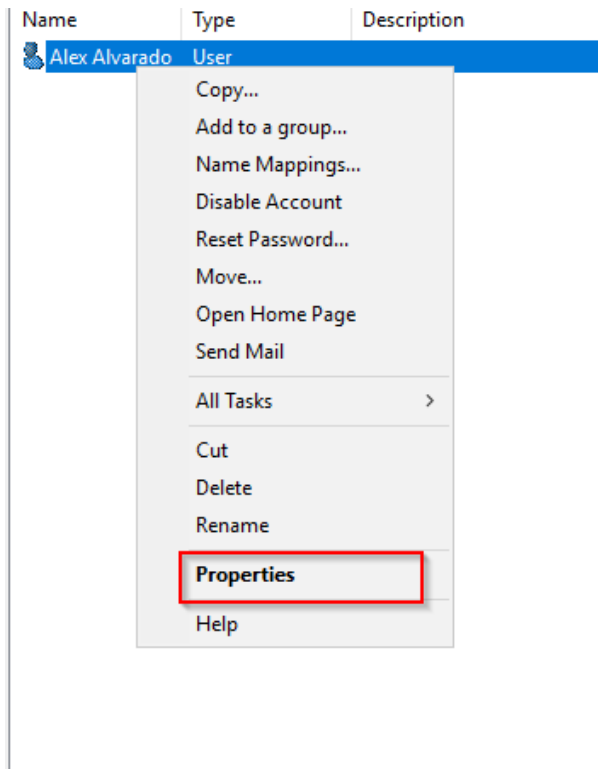 Name Type Description
Alex Alvarado User
Copy...
Add to a group...
Name Mappings...
Disable Account
Reset Password...
Move...
Open Home Page
Send Mail
All Tasks >
Cut
Delete
Rename
Properties
Help